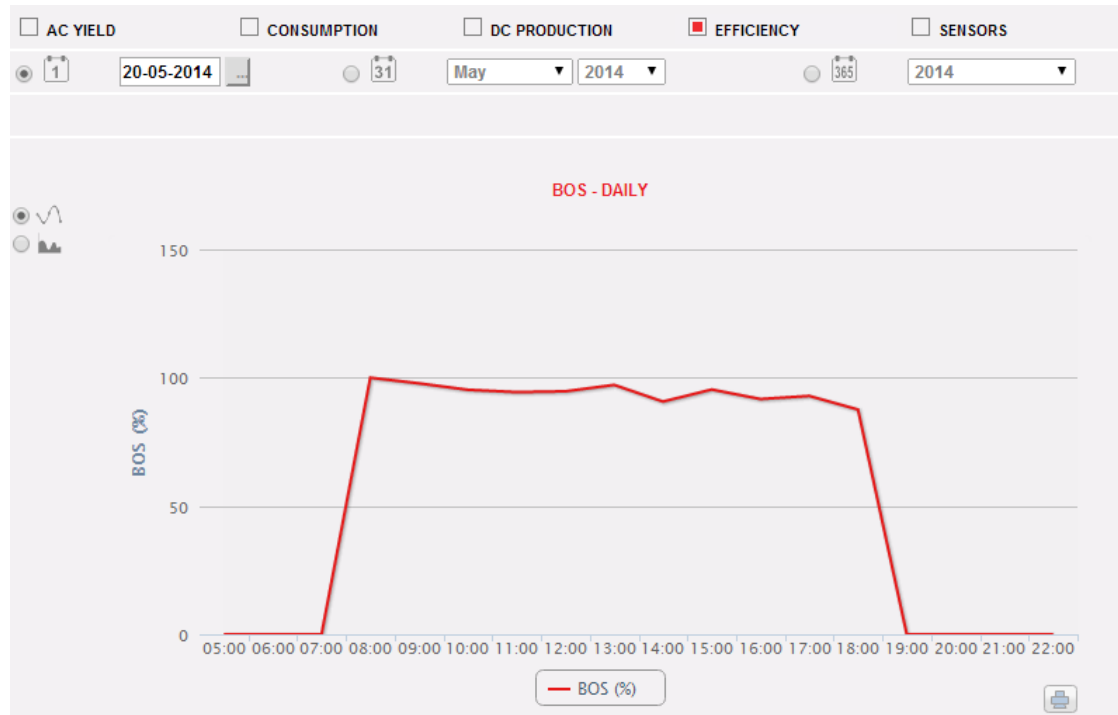 AC YIELD CONSUMPTION DC PRODUCTION EFFICIENCY SENSORS
1 20-05-2014 ... 31 May 2014 365 2014
BOS - DAILY
150
100
50
0
BOS (%)
05:00 06:00 07:00 08:00 09:00 10:00 11:00 12:00 13:00 14:00 15:00 16:00 17:00 18:00 19:00 20:00 21:00 22:00
BOS (%)